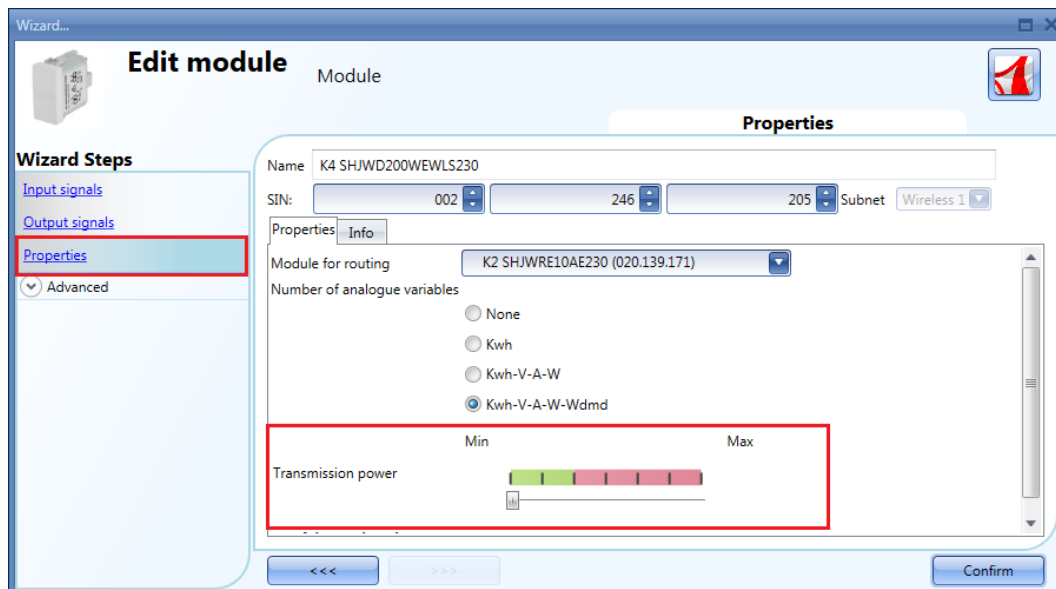 Wizard...
Edit module
Module
Properties
Wizard Steps
Input signals
Output signals
Properties
Advanced
Name K4 SHJWD200WEWLS230
SIN: 002 246 205 Subnet Wireless 1
Properties Info
Module for routing K2 SHJWRE10AE230 (020.139.171)
Number of analogue variables
None
Kwh
Kwh-V-A-W
Kwh-V-A-W-Wdmd
Min Max
Transmission power
<<< >>> Confirm